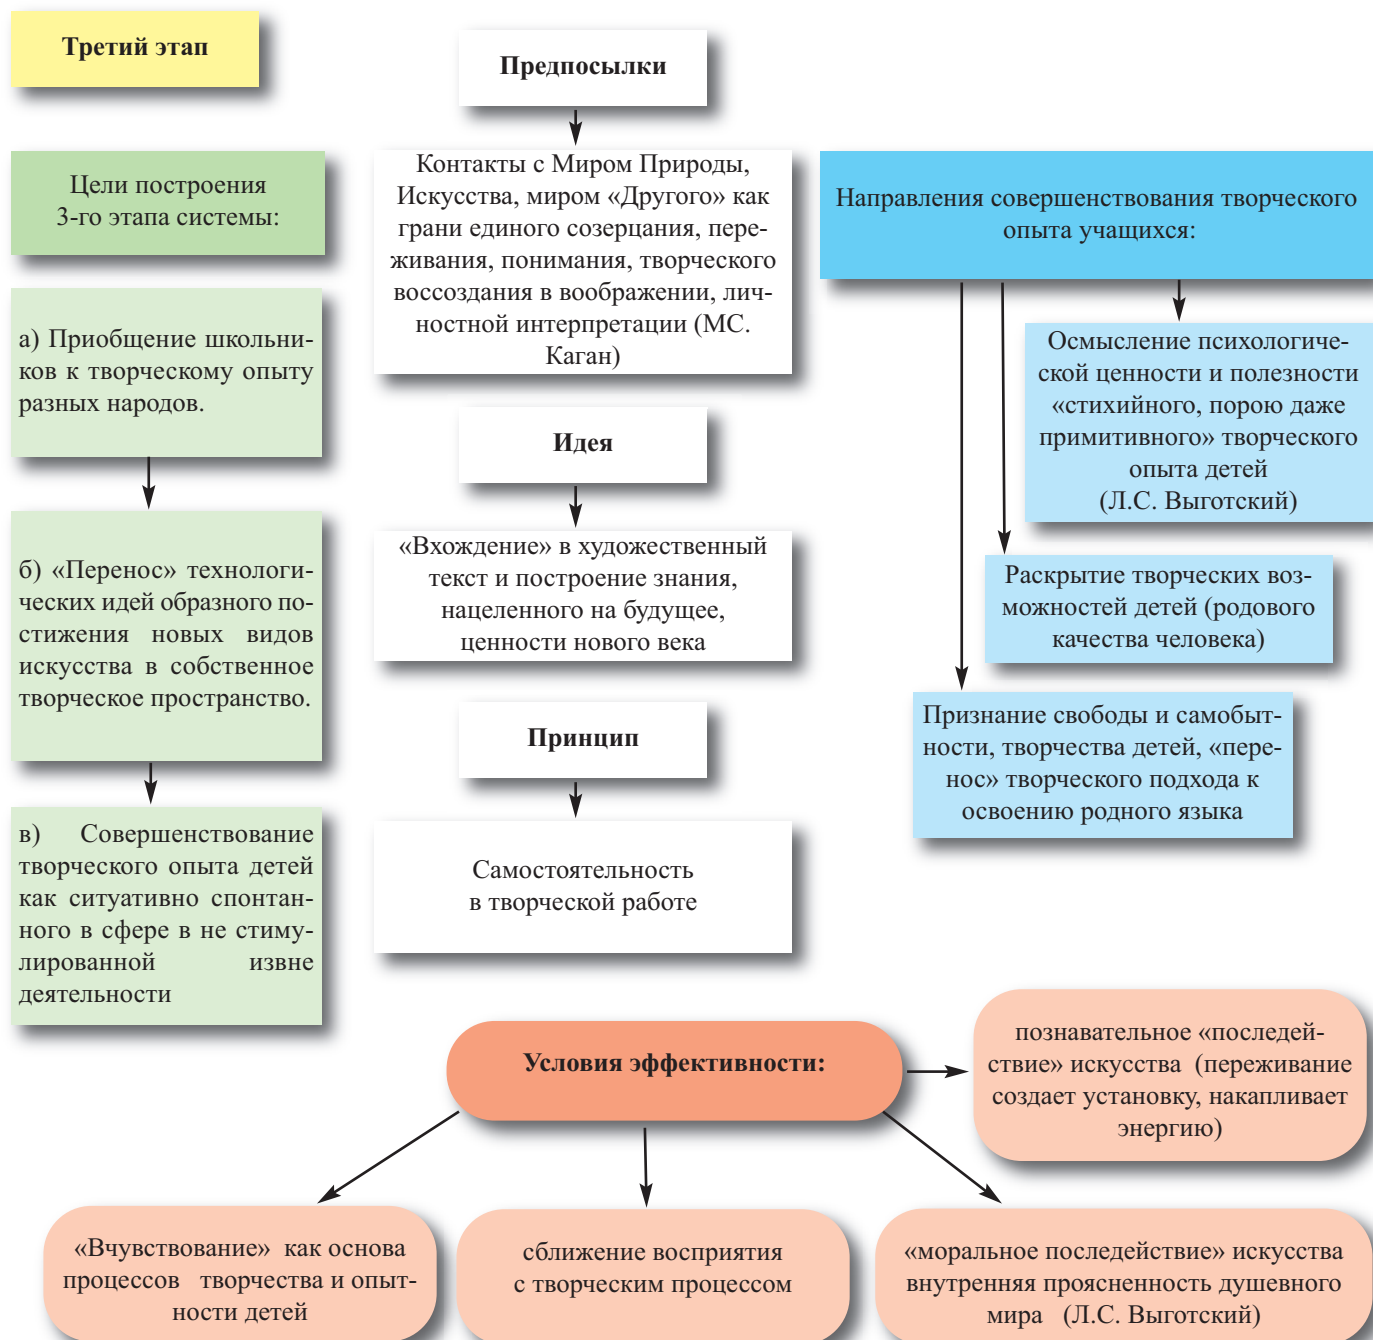 Третий этап
Цели построения
3-го этапа системы:
а) Приобщение школьни-
ков к творческому опыту
разных народов.
б) «Перенос» технологи-
ческих идей образного по-
стижения новых видов
искусства в собственное
творческое пространство.
в) Совершенствование
творческого опыта детей
как ситуативно спонтан-
ного в сфере в не стиму-
лированной извне
деятельности
Предпосылки
Контакты с Миром Природы,
Искусства, миром «Другого» как
грани единого созерцания, пере-
живания, понимания, творческого
воссоздания в воображении, лич-
ностной интерпретации (МС.
Каган)
Идея
«Вхождение» в художественный
текст и построение знания,
нацеленного на будущее,
ценности нового века
Принцип
Самостоятельность
в творческой работе
Направления совершенствования творческого
опыта учащихся:
Осмысление психологиче-
ской ценности и полезности
«стихийного, порою даже
примитивного» творческого
опыта детей
(Л.С. Выготский)
Раскрытие творческих воз-
можностей детей (родового
качества человека)
Признание свободы и самобыт-
ности, творчества детей, «пере-
нос» творческого подхода к
освоению родного языка
Условия эффективности:
познавательное «последей-
ствие» искусства (переживание
создает установку, накапливает
энергию)
«Вчувствование» как основа
процессов творчества и опыт-
ности детей
сближение восприятия
с творческим процессом
«моральное последействие» искусства
внутренняя проясненность душевного
мира (Л.С. Выготский)